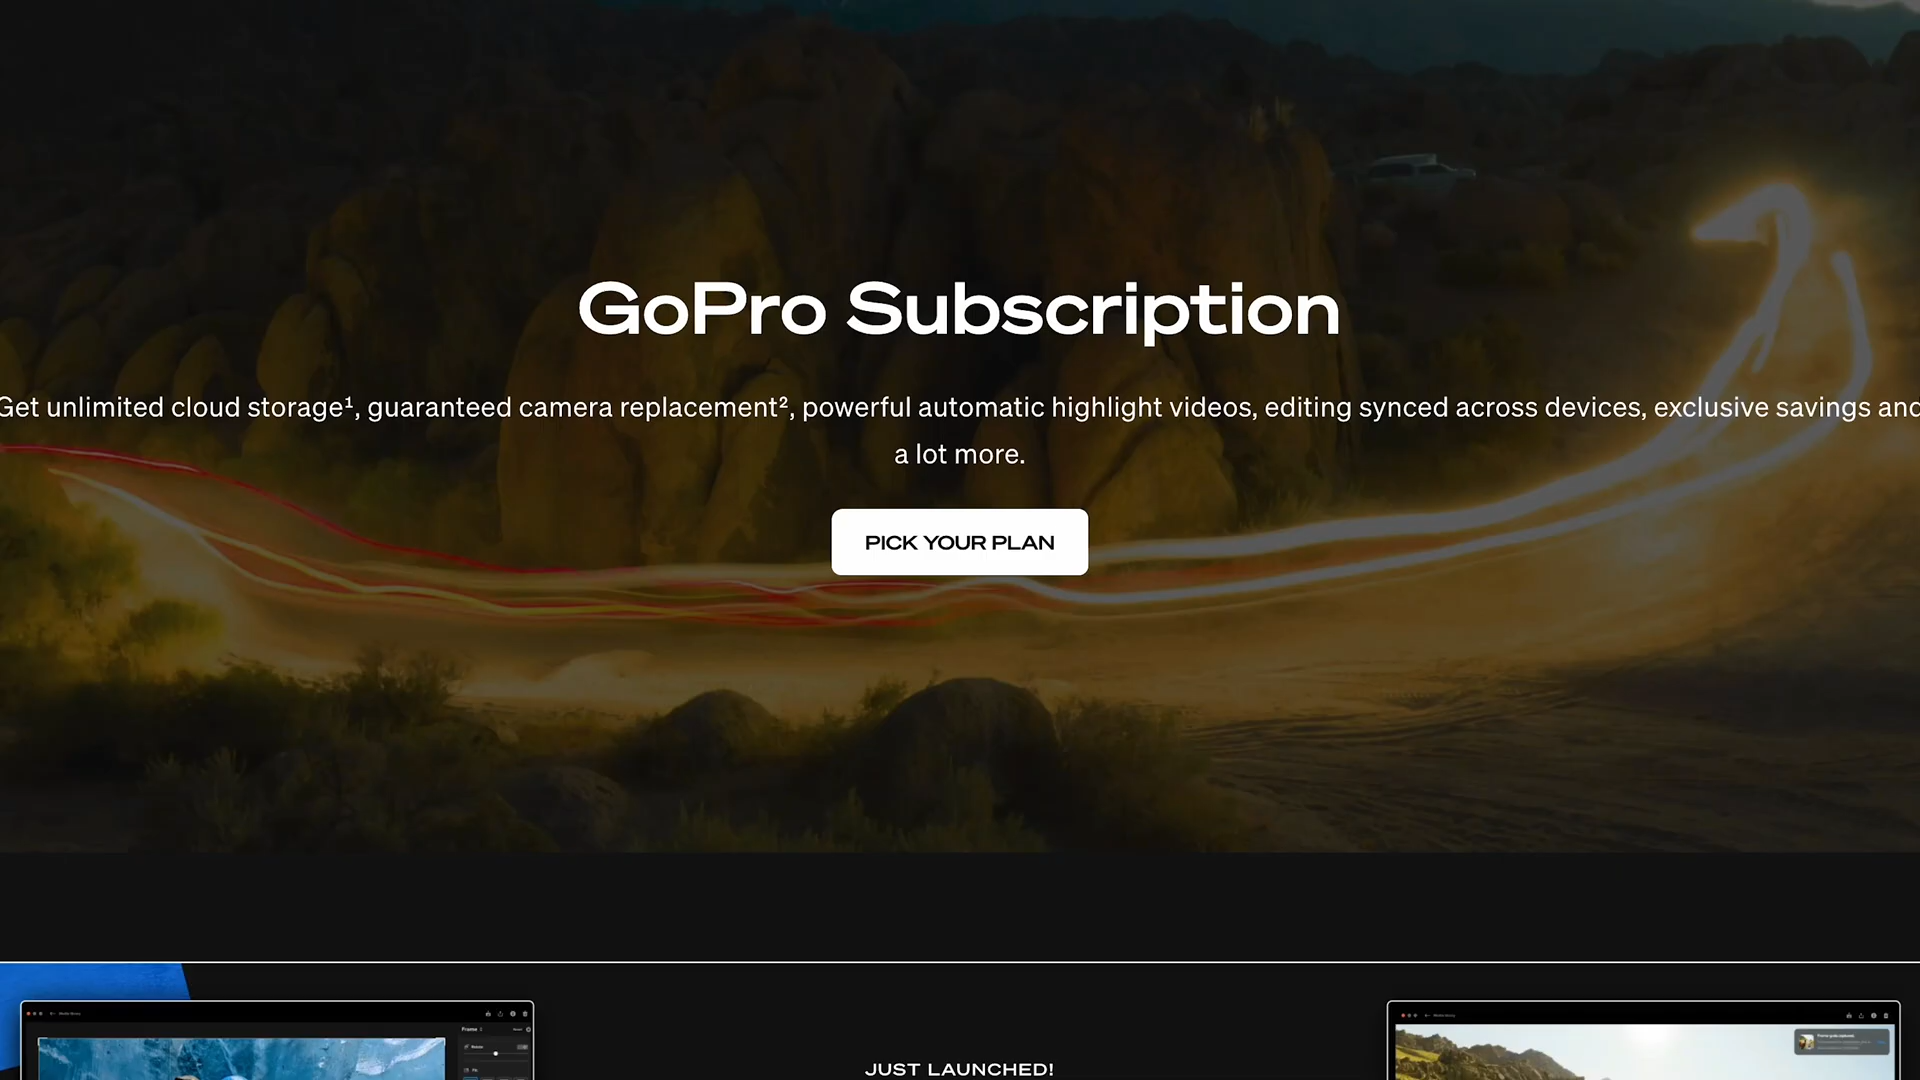 GoPro Subscription
Get unlimited cloud storage¹, guaranteed camera replacement², powerful automatic highlight videos, editing synced across devices, exclusive savings and
a lot more.
PICK YOUR PLAN
Frame
JUST LAUNCHED!